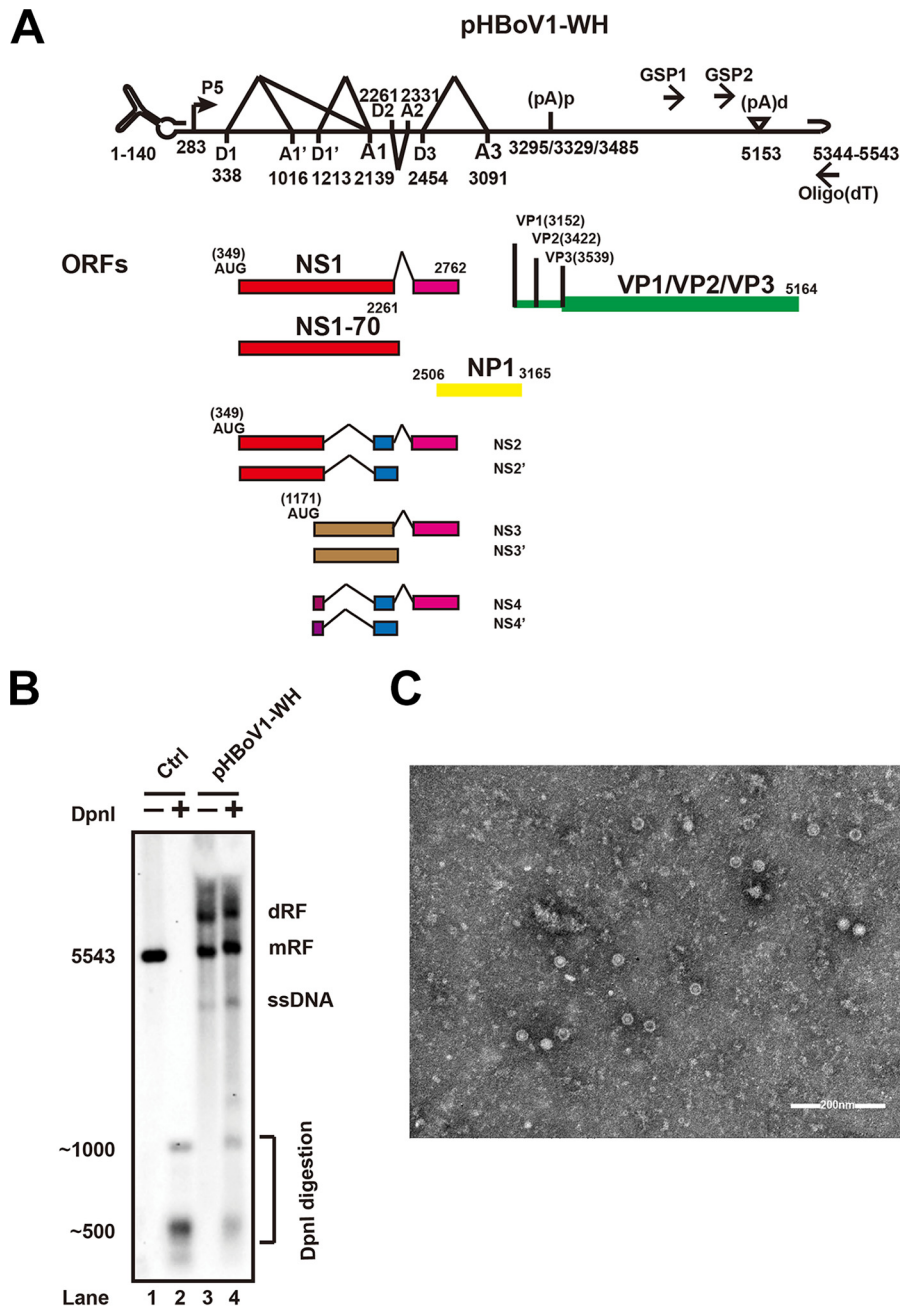 A
pHBoV1-WH
P5
2261 2331
D2 A2
(pA)p
GSP1
GSP2
(pA)d
1-140
283
D1
338
A1'
1016
D1'
1213
A1
2139
D3
2454
A3
3091
3295/3329/3485
5153
5344-5543
Oligo(dT)
ORFs
(349)
AUG
NS1
2762
VP1(3152)
VP2(3422)
VP3(3539)
VP1/VP2/VP3
5164
2261
NS1-70
2506
NP1
3165
(349)
AUG
NS2
NS2'
(1171)
AUG
NS3
NS3'
NS4
NS4'
B
Ctrl
pHBoV1-WH
DpnI
— + — +
dRF
5543
mRF
ssDNA
~1000
~500
DpnI digestion
Lane 1 2 3 4
C
200nm